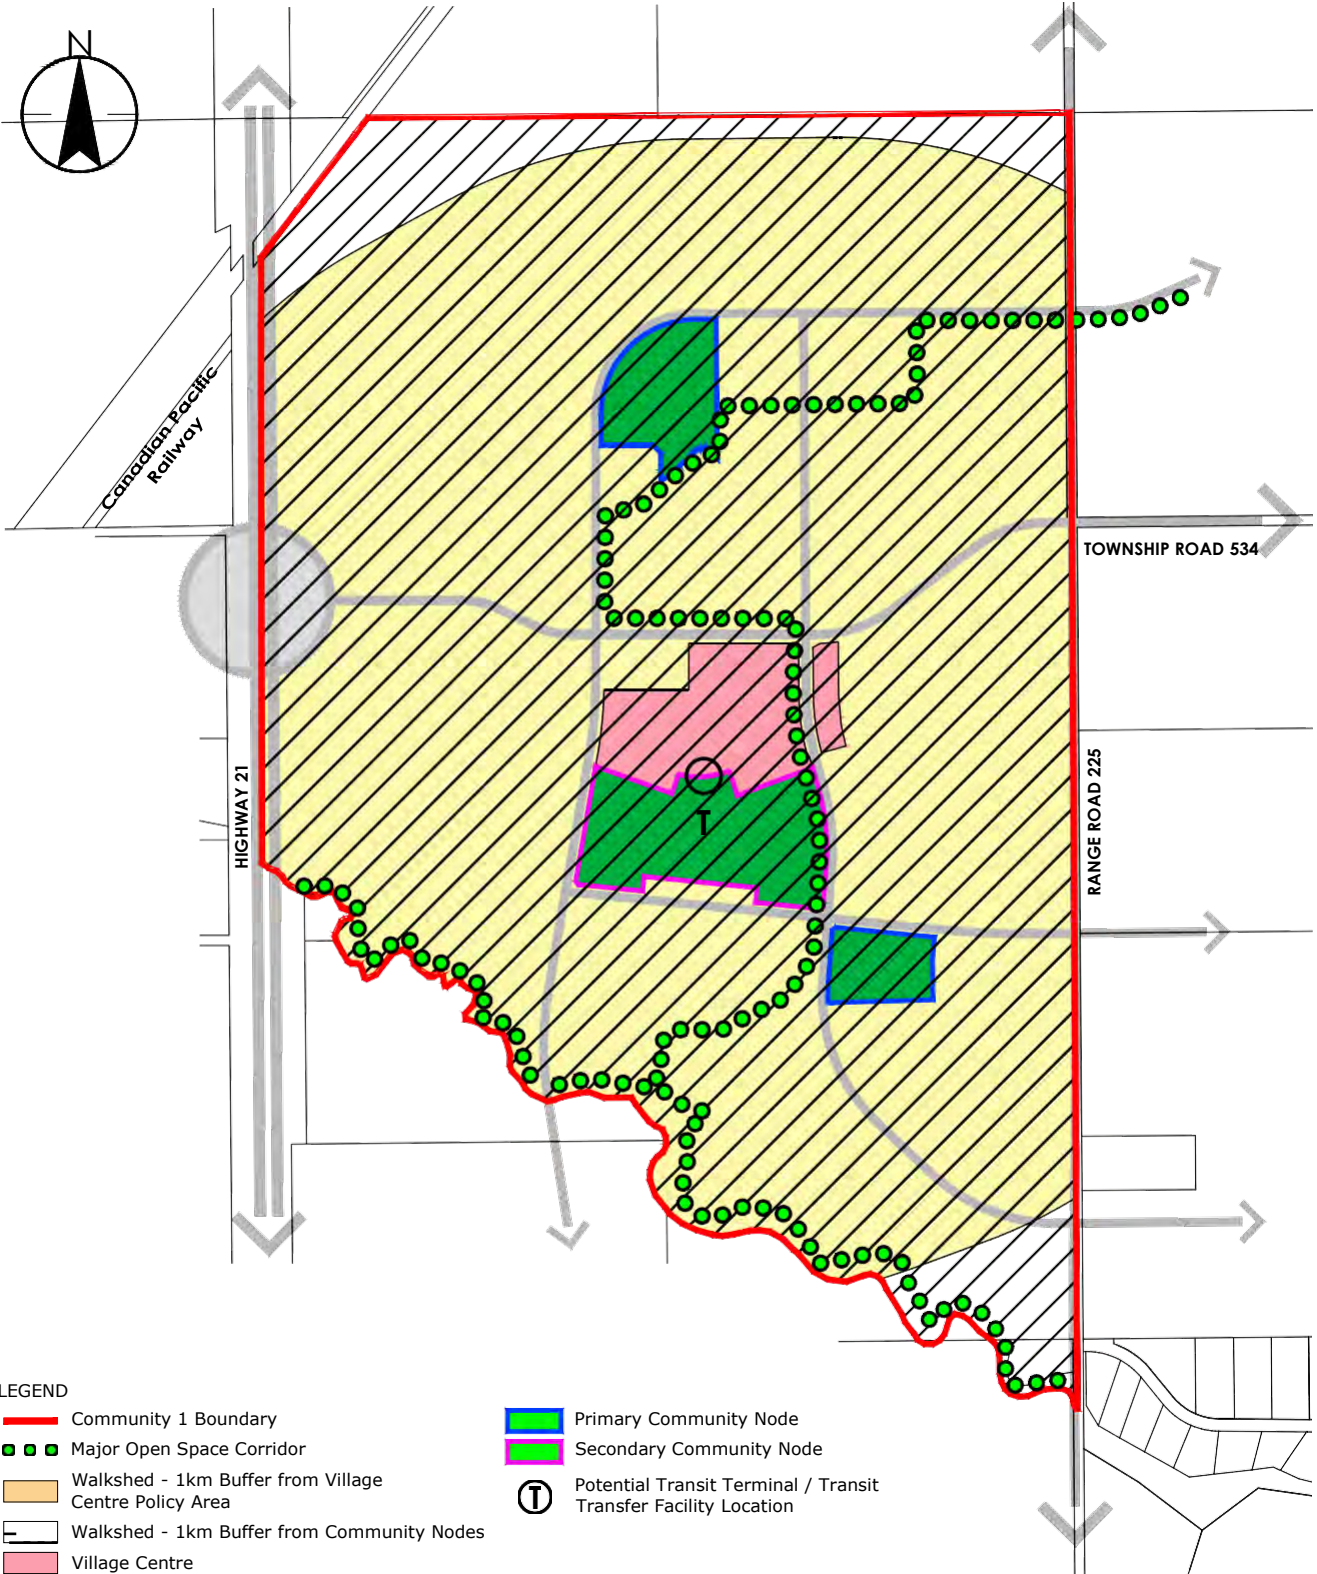 N
Canadian Pacific
Railway
TOWNSHIP ROAD 534
HIGHWAY 21
RANGE ROAD 225
T
LEGEND
Community 1 Boundary
Major Open Space Corridor
Walkshed - 1km Buffer from Village
Centre Policy Area
Walkshed - 1km Buffer from Community Nodes
Village Centre
Primary Community Node
Secondary Community Node
T
Potential Transit Terminal / Transit
Transfer Facility Location